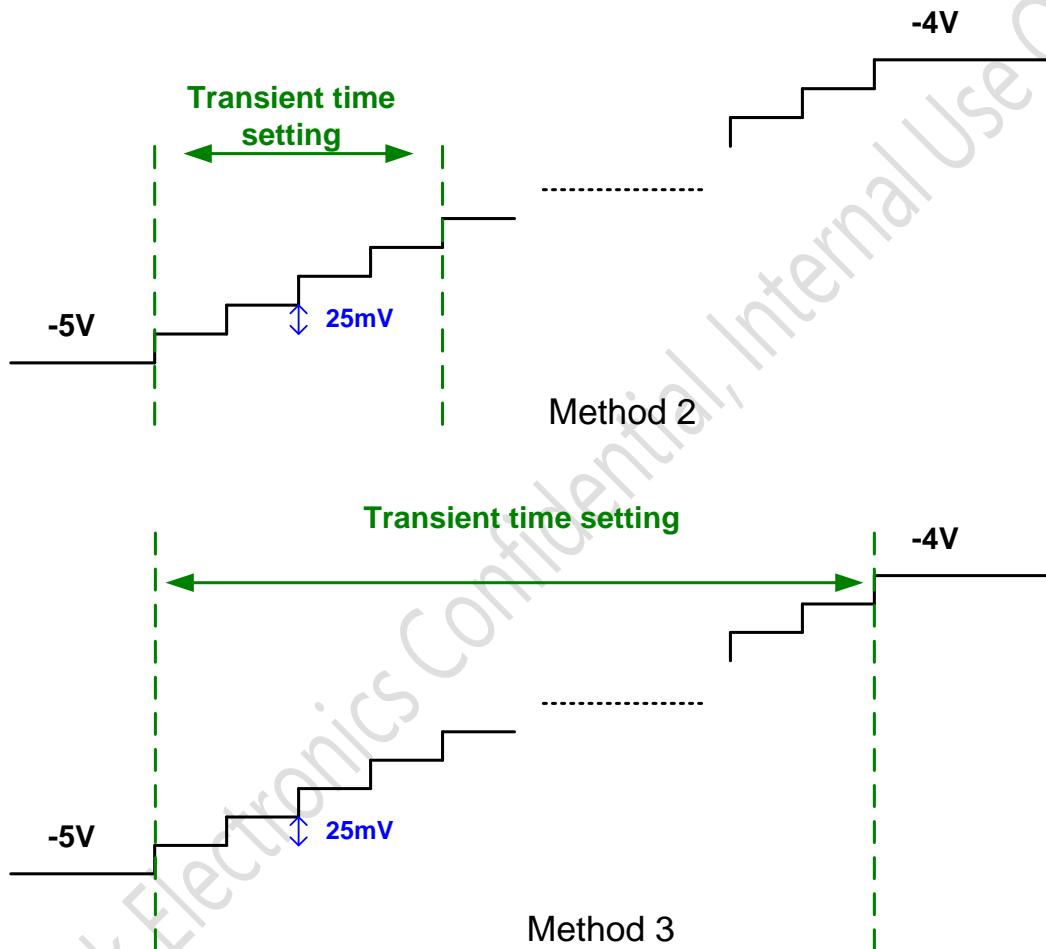 -4V
Transient time
setting
-5V
25mV
Method 2
Transient time setting
-4V
-5V
25mV
Method 3
Electronics Confidential, Internal Use